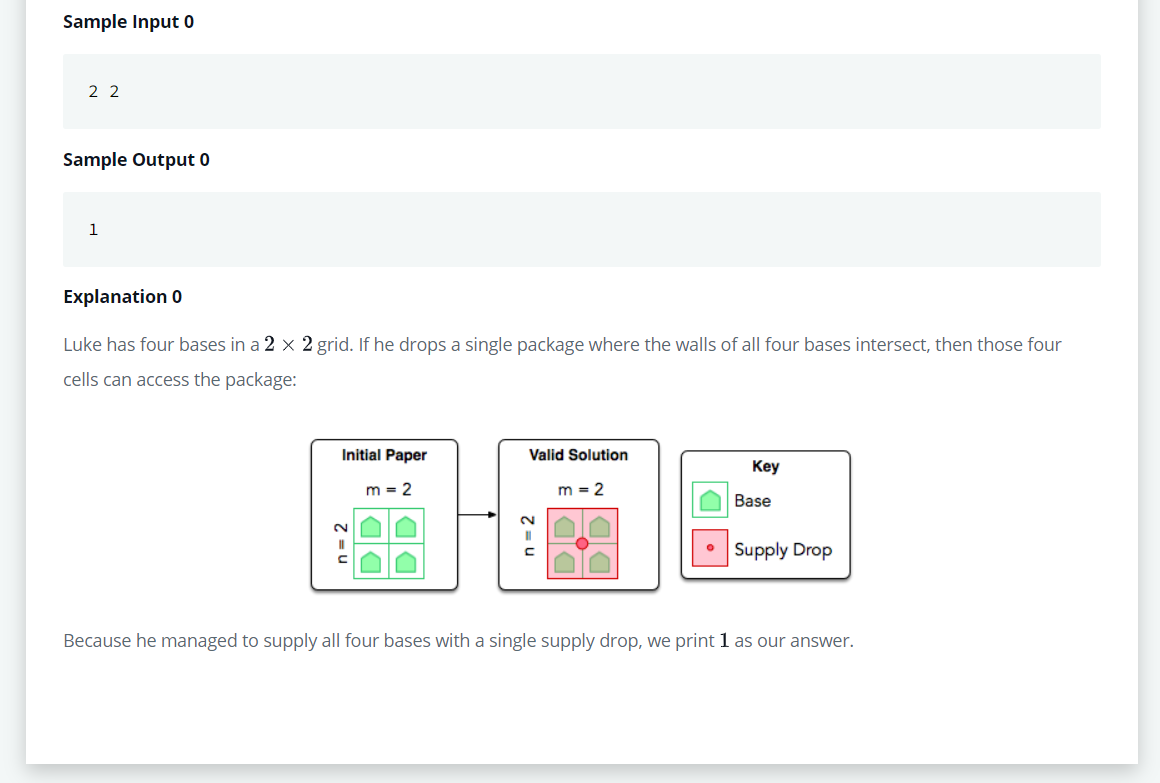 Sample Input 0
2 2
Sample Output 0
1
Explanation 0
Luke has four bases in a 2 × 2 grid. If he drops a single package where the walls of all four bases intersect, then those four
cells can access the package:
Initial Paper
m = 2
n = 2
Valid Solution
m = 2
n = 2
Key
Base
Supply Drop
Because he managed to supply all four bases with a single supply drop, we print 1 as our answer.